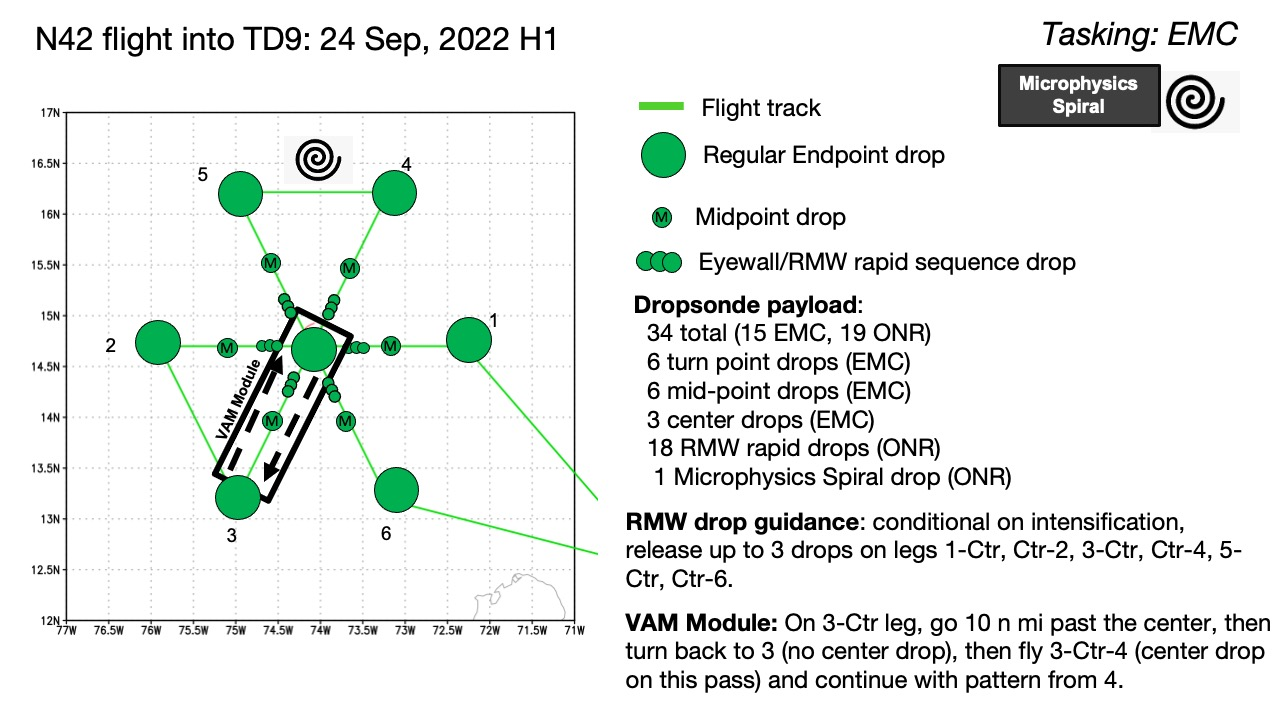 N42 flight into TD9: 24 Sep, 2022 H1
Tasking: EMC
Microphysics
Spiral
Flight track
Regular Endpoint drop
Midpoint drop
M
Eyewall/RMW rapid sequence drop
Dropsonde payload:
34 total (15 EMC, 19 ONR)
6 turn point drops (EMC)
6 mid-point drops (EMC)
3 center drops (EMC)
18 RMW rapid drops (ONR)
1 Microphysics Spiral drop (ONR)
RMW drop guidance: conditional on intensification,
release up to 3 drops on legs 1-Ctr, Ctr-2, 3-Ctr, Ctr-4, 5-
Ctr, Ctr-6.
VAM Module: On 3-Ctr leg, go 10 n mi past the center, then
turn back to 3 (no center drop), then fly 3-Ctr-4 (center drop
on this pass) and continue with pattern from 4.
17N
16.5N
16N
15.5N
15N
14.5N
14N
13.5N
13N
12.5N
12N
77W 76.5W 76W 75.5W 75W 74.5W 74W 73.5W 73W 72.5W 72W 71.5W 71W
5
4
M
M
1
2
M
M
VAM Module
M
M
3
6